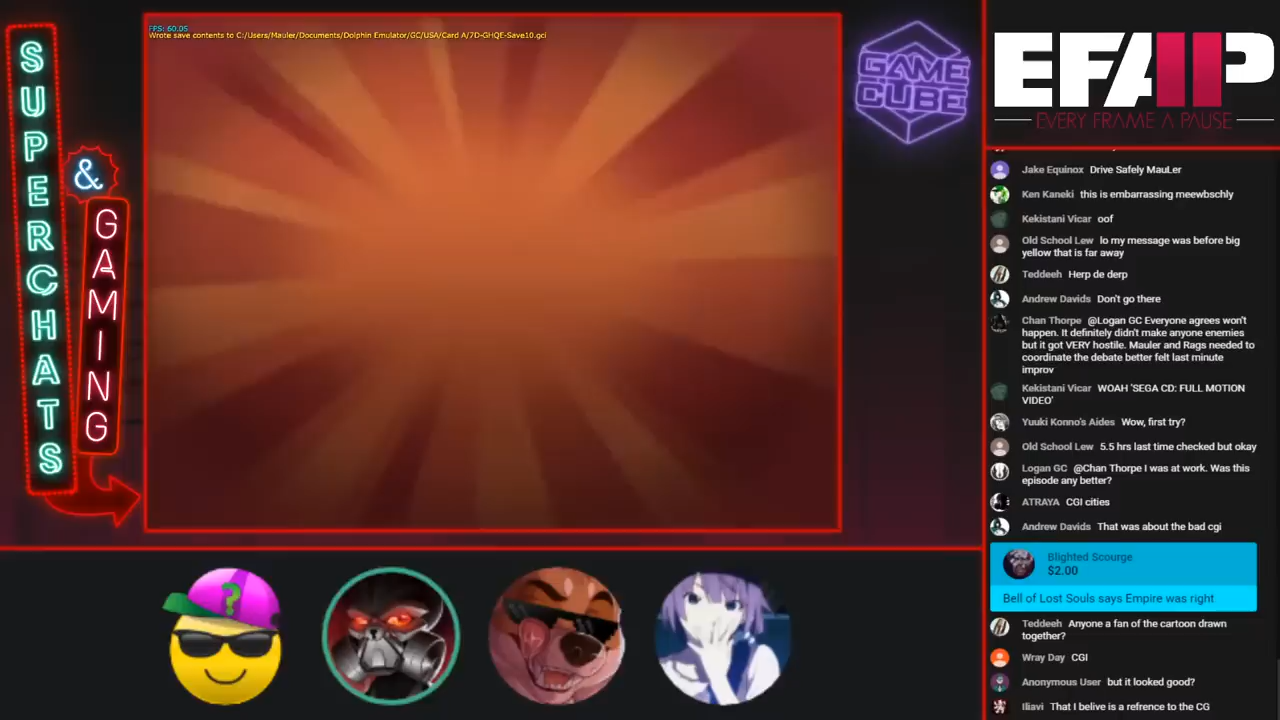 SUPERCHATS
&
GAMING
FPS: 60.05
Wrote save contents to C:/Users/Mauler/Documents/Dolphin Emulator/GC/USA/Card A/7D-GHQE-Save10.gci
GAME
CUBE
EFAP
EVERY FRAME A PAUSE
Jake Equinox Drive Safely MauLer
Ken Kaneki this is embarrassing meewbschly
Kekistani Vicar oof
Old School Lew lo my message was before big
yellow that is far away
Teddeeh Herp de derp
Andrew Davids Don't go there
Chan Thorpe @Logan GC Everyone agrees won't
happen. It definitely didn't make anyone enemies
but it got VERY hostile. Mauler and Rags needed to
coordinate the debate better felt last minute
improv
Kekistani Vicar WOAH 'SEGA CD: FULL MOTION
VIDEO'
Yuuki Konno's Aides Wow, first try?
Old School Lew 5.5 hrs last time checked but okay
Logan GC @Chan Thorpe I was at work. Was this
episode any better?
ATRAYA CGI cities
Andrew Davids That was about the bad cgi
Blighted Scourge
$2.00
Bell of Lost Souls says Empire was right
Teddeeh Anyone a fan of the cartoon drawn
together?
Wray Day CGI
Anonymous User but it looked good?
Iliavi That I belive is a refrence to the CG
?